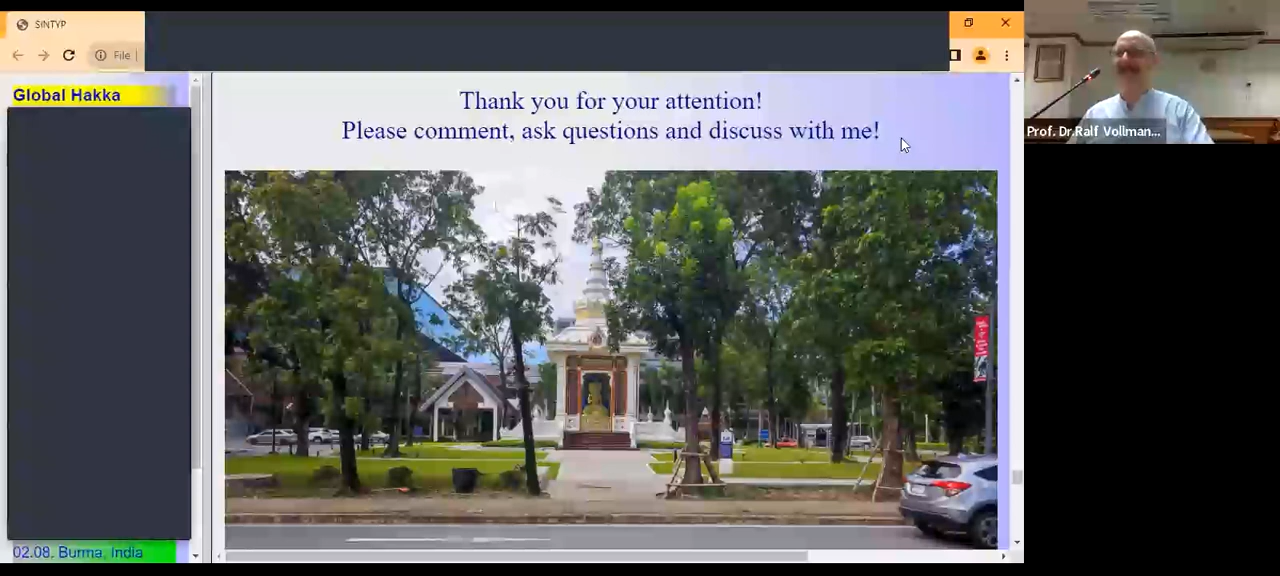 SINTYP
File
Global Hakka
Thank you for your attention!
Please comment, ask questions and discuss with me!
02.08. Burma, India
Prof. Dr.Ralf Vollman...